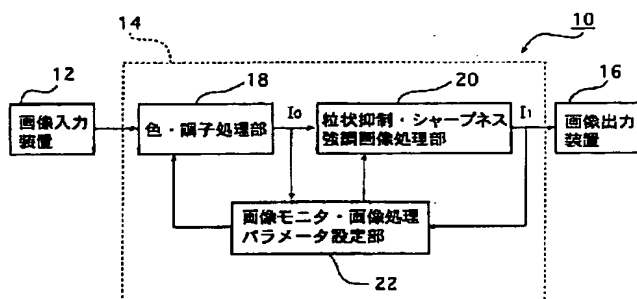 10
14
12
18
20
16
画像入力
装置
色・調子処理部
I0
粒状抑制・シャープネス
強調画像処理部
I1
画像出力
装置
画像モニタ・画像処理
パラメータ設定部
22